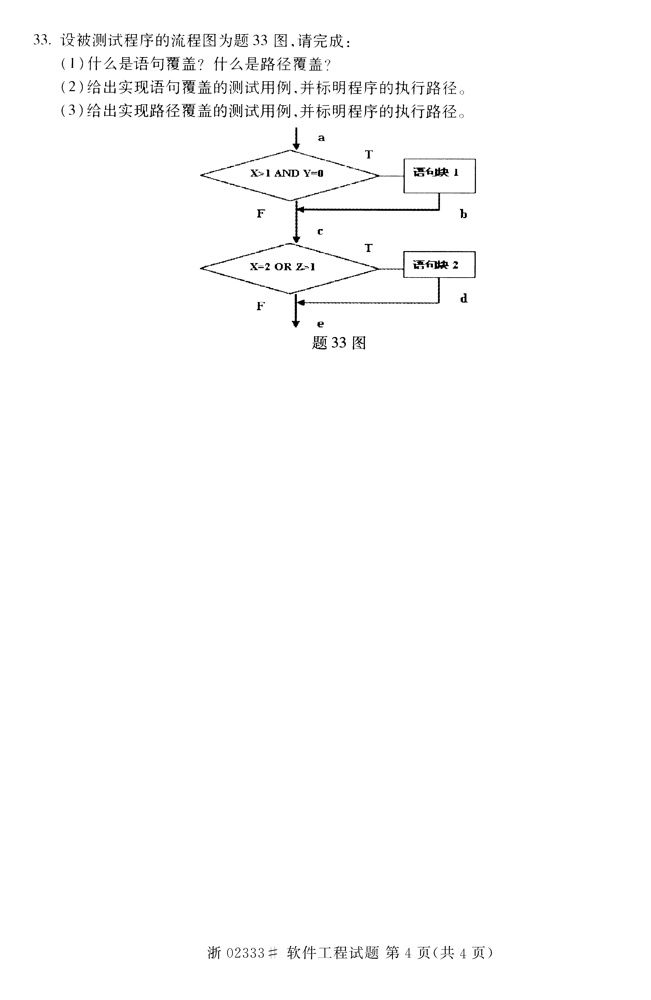 33. 设被测试程序的流程图为题33 图,请完成:
(1)什么是语句覆盖? 什么是路径覆盖?
(2)给出实现语句覆盖的测试用例,并标明程序的执行路径。
(3)给出实现路径覆盖的测试用例,并标明程序的执行路径。
a
T
X>1 AND Y=0
语句块 1
F
b
c
T
X=2 OR Z>1
语句块 2
d
F
e
题 33 图
浙 02333# 软件工程试题 第 4 页(共 4 页)